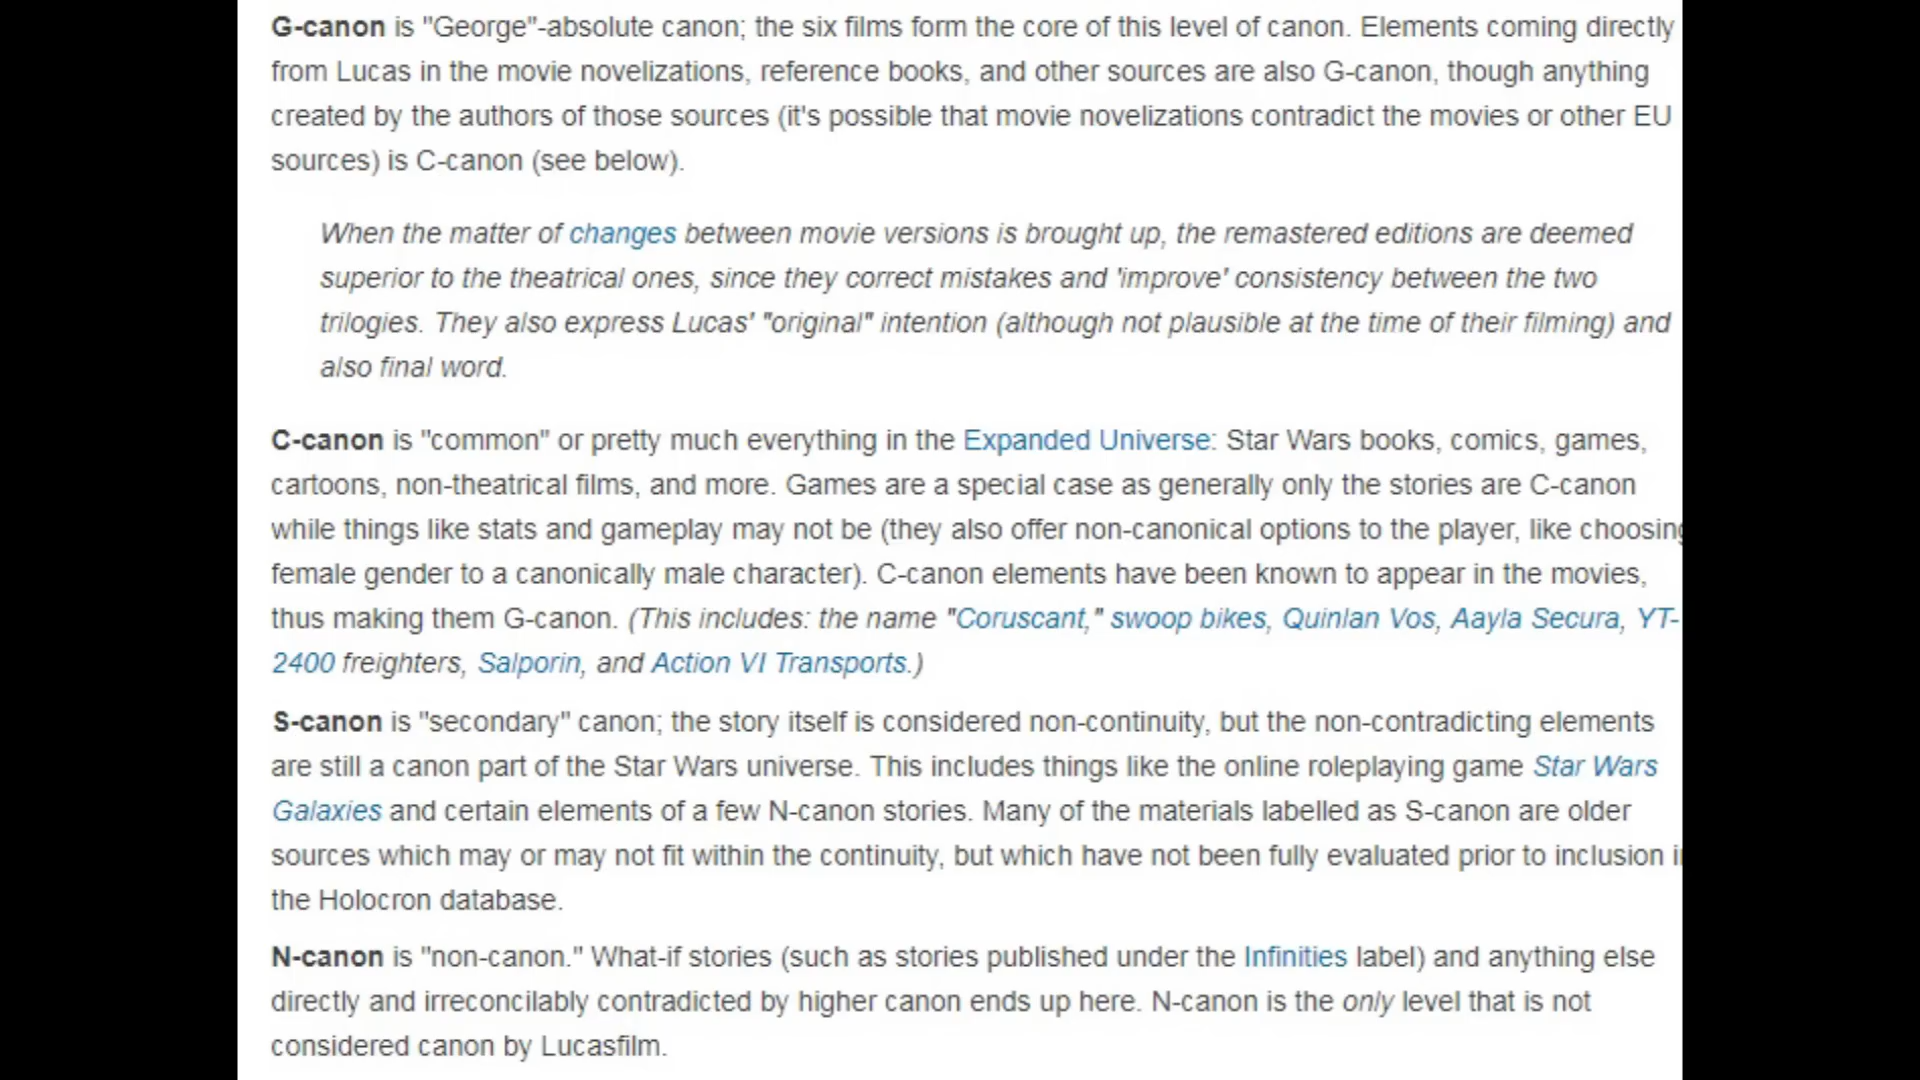 G-canon is "George"-absolute canon; the six films form the core of this level of canon. Elements coming directly
from Lucas in the movie novelizations, reference books, and other sources are also G-canon, though anything
created by the authors of those sources (it's possible that movie novelizations contradict the movies or other EU
sources) is C-canon (see below).
When the matter of changes between movie versions is brought up, the remastered editions are deemed
superior to the theatrical ones, since they correct mistakes and 'improve' consistency between the two
trilogies. They also express Lucas' "original" intention (although not plausible at the time of their filming) and
also final word.
C-canon is "common" or pretty much everything in the Expanded Universe: Star Wars books, comics, games,
cartoons, non-theatrical films, and more. Games are a special case as generally only the stories are C-canon
while things like stats and gameplay may not be (they also offer non-canonical options to the player, like choosing
female gender to a canonically male character). C-canon elements have been known to appear in the movies,
thus making them G-canon. (This includes: the name "Coruscant," swoop bikes, Quinlan Vos, Aayla Secura, YT-
2400 freighters, Salporin, and Action VI Transports.)
S-canon is "secondary" canon; the story itself is considered non-continuity, but the non-contradicting elements
are still a canon part of the Star Wars universe. This includes things like the online roleplaying game Star Wars
Galaxies and certain elements of a few N-canon stories. Many of the materials labelled as S-canon are older
sources which may or may not fit within the continuity, but which have not been fully evaluated prior to inclusion in
the Holocron database.
N-canon is "non-canon." What-if stories (such as stories published under the Infinities label) and anything else
directly and irreconcilably contradicted by higher canon ends up here. N-canon is the only level that is not
considered canon by Lucasfilm.